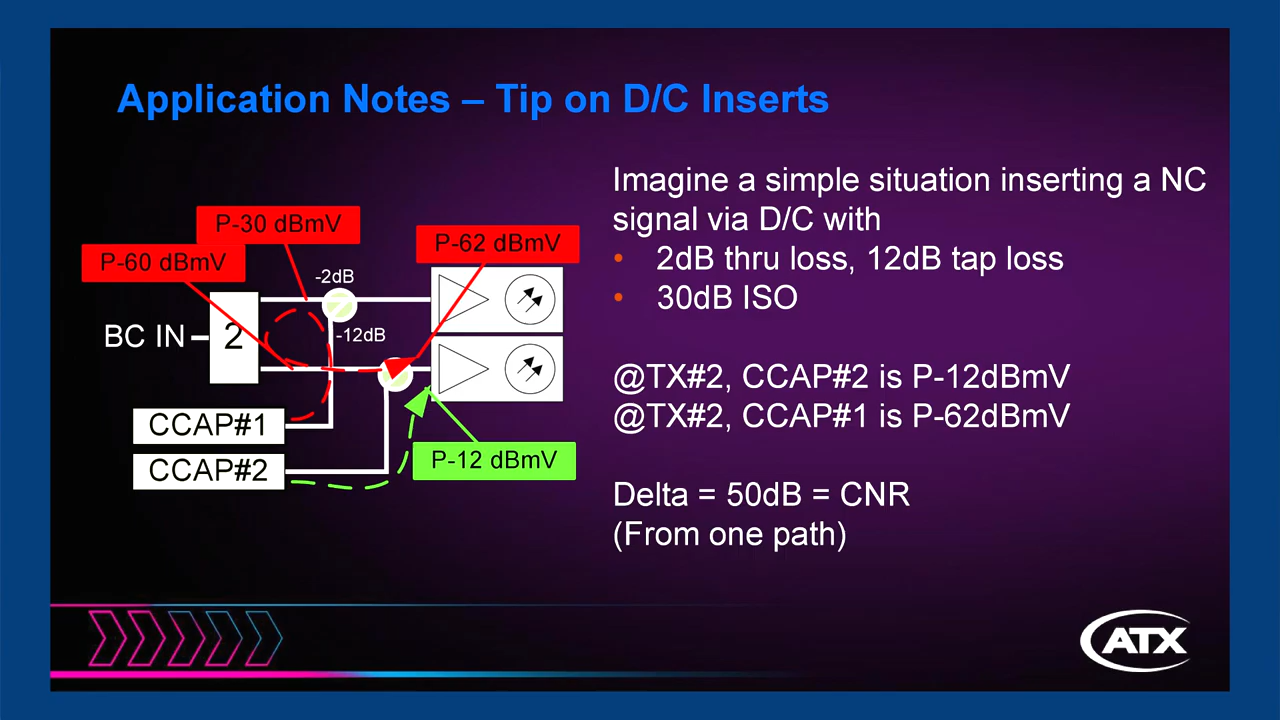 Application Notes – Tip on D/C Inserts
Imagine a simple situation inserting a NC
signal via D/C with
• 2dB thru loss, 12dB tap loss
• 30dB ISO
@TX#2, CCAP#2 is P-12dBmV
@TX#2, CCAP#1 is P-62dBmV
Delta = 50dB = CNR
(From one path)
P-30 dBmV
P-60 dBmV
P-62 dBmV
-2dB
BC IN
2
-12dB
CCAP#1
CCAP#2
P-12 dBmV
ATX